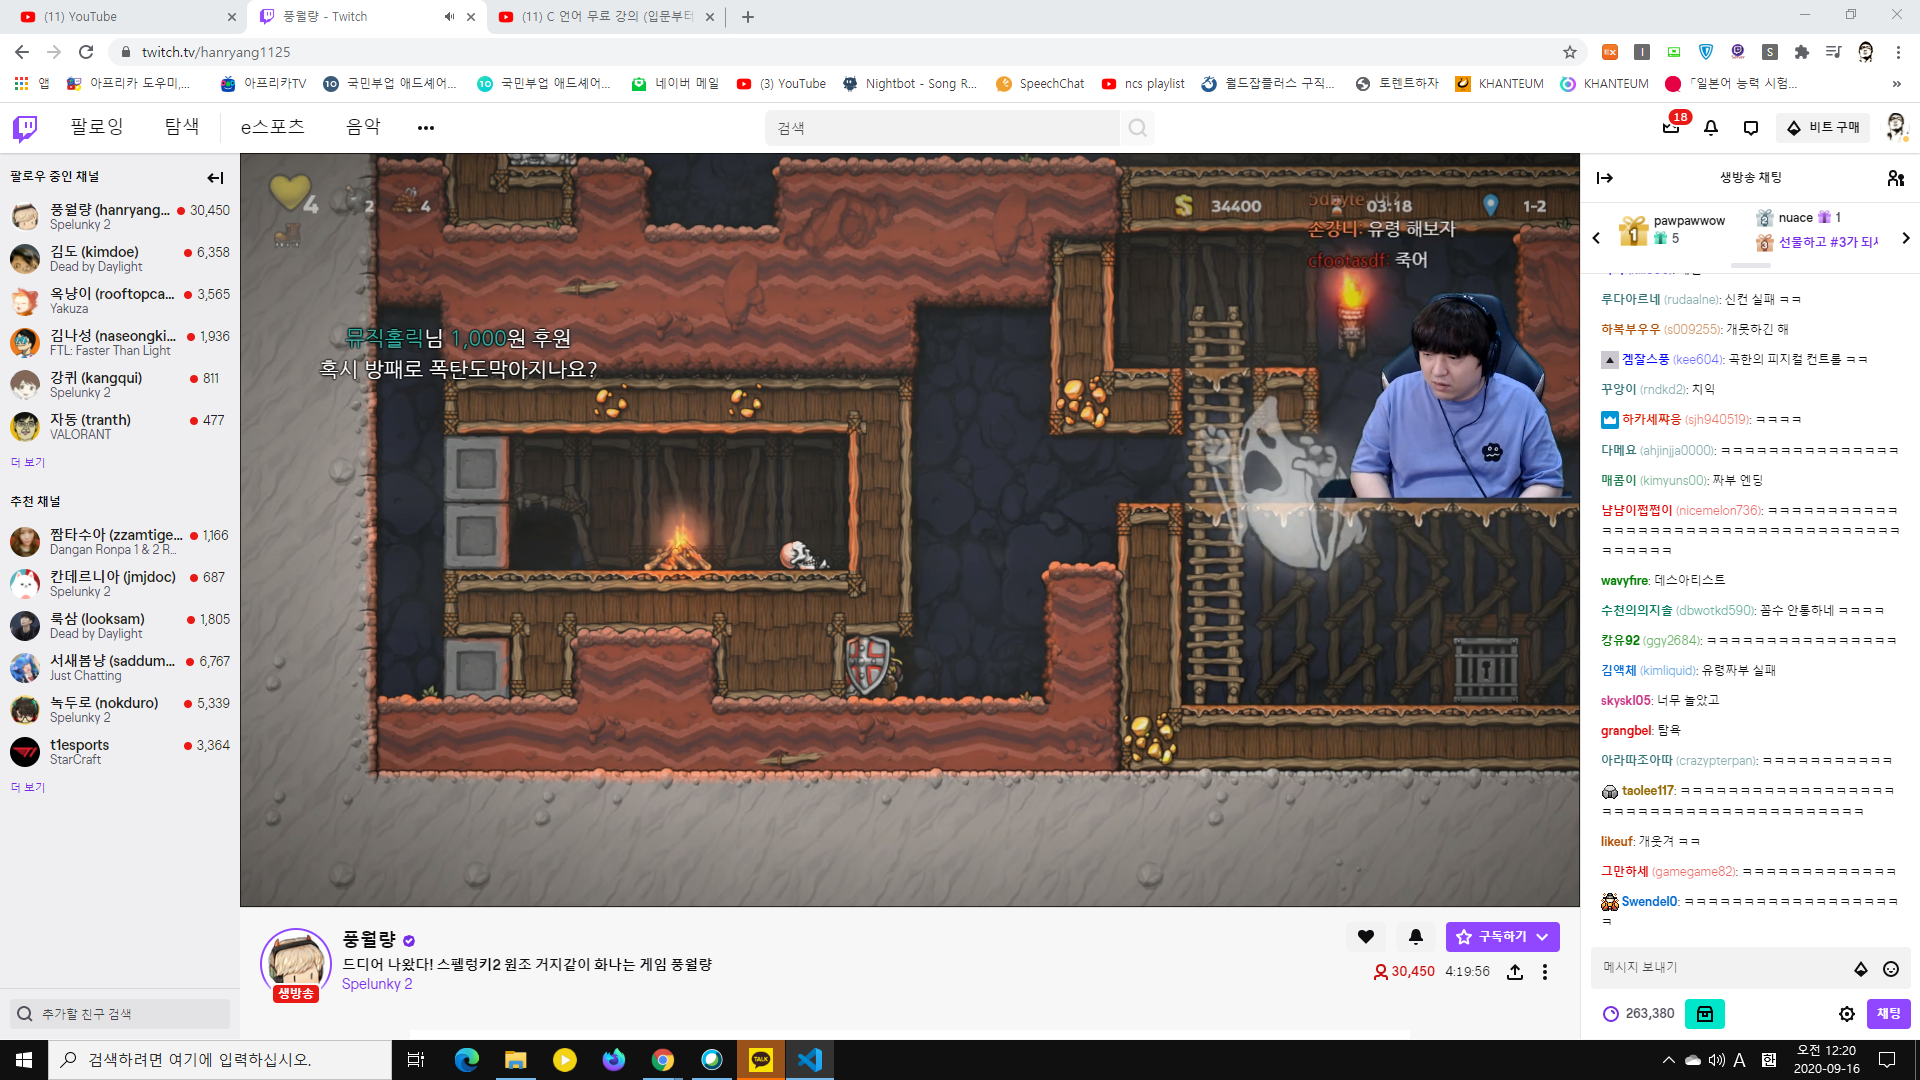 (11) YouTube
풍월량 - Twitch
(11) C 언어 무료 강의 (입문부터
twitch.tv/hanryang1125
앱
아프리카 도우미,...
아프리카TV
국민부업 애드셰어...
국민부업 애드셰어...
네이버 메일
(3) YouTube
Nightbot - Song R...
SpeechChat
ncs playlist
월드잡플러스 구직...
토렌트하자
KHANTEUM
KHANTEUM
「일본어 능력 시험...
»
팔로잉
탐색
e스포츠
음악
검색
18
비트 구매
팔로우 중인 채널
풍월량 (hanryang... 30,450
Spelunky 2
김도 (kimdoe) 6,358
Dead by Daylight
옥냥이 (rooftopca... 3,565
Yakuza
김나성 (naseongki... 1,936
FTL: Faster Than Light
강퀴 (kangqui) 811
Spelunky 2
자동 (tranth) 477
VALORANT
더 보기
추천 채널
짬타수아 (zzamtige... 1,166
Dangan Ronpa 1 & 2 R...
칸데르니아 (jmjdoc) 687
Spelunky 2
룩삼 (looksam) 1,805
Dead by Daylight
서새봄냥 (saddum... 6,767
Just Chatting
녹두로 (nokduro) 5,339
Spelunky 2
t1esports 3,364
StarCraft
더 보기
추가할 친구 검색
4
2
4
$ 34400
03:18
1-2
손강니: 유령 해보자
cfootasdf: 죽어
뮤직홀릭님 1,000원 후원
혹시 방패로 폭탄도막아지나요?
풍월량
드디어 나왔다! 스펠렁키2 원조 거지같이 화나는 게임 풍월량
Spelunky 2
생방송
구독하기
30,450
4:19:56
생방송 채팅
1
pawpawwow
5
2
nuace 1
3
선물하고 #3가 되시
루다아르네 (rudaalne): 신컨 실패 ㅋㅋ
하복부우우 (s009255): 개못하긴 해
겜잘스풍 (kee604): 곡한의 피지컬 컨트롤 ㅋㅋ
꾸앙이 (rndkd2): 치익
하카세쨔응 (sjh940519): ㅋㅋㅋㅋ
다메요 (ahjinjja0000): ㅋㅋㅋㅋㅋㅋㅋㅋㅋㅋㅋㅋㅋㅋㅋ
매콤이 (kimyuns00): 짜부 엔딩
냠냠이쩝쩝이 (nicemelon736): ㅋㅋㅋㅋㅋㅋㅋㅋㅋㅋㅋ
ㅋㅋㅋㅋㅋㅋㅋㅋㅋㅋㅋㅋㅋㅋㅋㅋㅋㅋㅋㅋㅋㅋㅋㅋㅋ
ㅋㅋㅋㅋㅋㅋ
wavyfire: 데스아티스트
수천의의지솔 (dbwotkd590): 꼼수 안통하네 ㅋㅋㅋㅋ
캉유92 (ggy2684): ㅋㅋㅋㅋㅋㅋㅋㅋㅋㅋㅋㅋㅋㅋㅋㅋ
김액체 (kimliquid): 유령짜부 실패
skyskl05: 너무 놀았고
grangbel: 탐욕
아라따조아따 (crazypterpan): ㅋㅋㅋㅋㅋㅋㅋㅋㅋㅋㅋ
taolee117: ㅋㅋㅋㅋㅋㅋㅋㅋㅋㅋㅋㅋㅋㅋㅋㅋㅋㅋ
ㅋㅋㅋㅋㅋㅋㅋㅋㅋㅋㅋㅋㅋㅋㅋㅋㅋㅋㅋㅋㅋㅋ
likeuf: 개웃겨 ㅋㅋ
그만하세 (gamegame82): ㅋㅋㅋㅋㅋㅋㅋㅋㅋㅋㅋㅋㅋ
Swendel0: ㅋㅋㅋㅋㅋㅋㅋㅋㅋㅋㅋㅋㅋㅋㅋㅋㅋㅋ
ㅋ
메시지 보내기
263,380
채팅
검색하려면 여기에 입력하십시오.
TALK
A
한
오전 12:20
2020-09-16